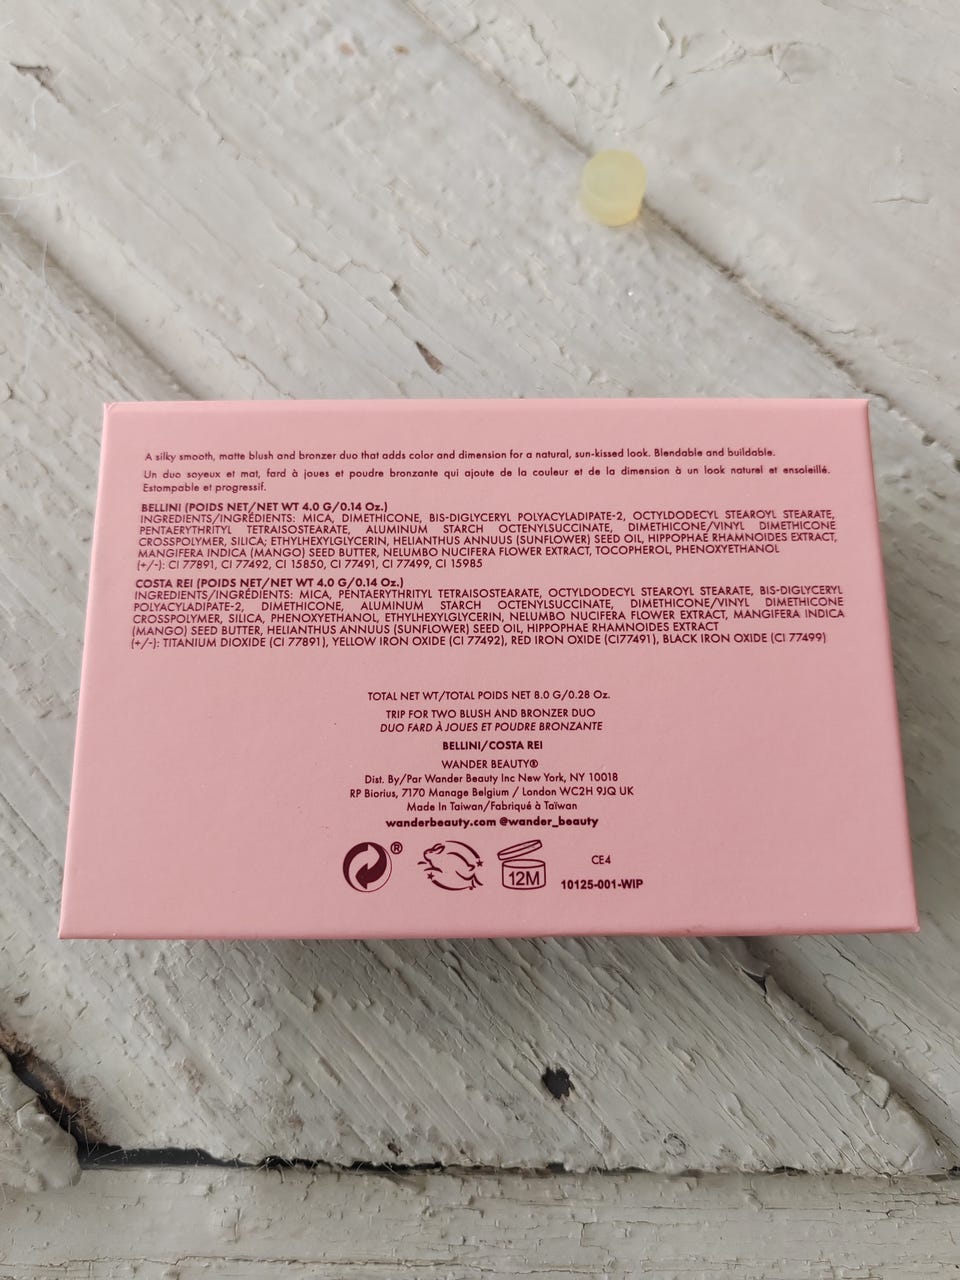 A silky smooth, matte blush and bronzer duo that adds color and dimension for a natural, sun-kissed look. Blendable and buildable.
Un duo soyeux et mat, fard à joues et poudre bronzante qui ajoute de la couleur et de la dimension à un look naturel et ensoleillé.
Estompable et progressif.
BELLINI (POIDS NET/NET WT 4.0 G/0.14 Oz.)
INGREDIENTS/INGRÉDIENTS: MICA, DIMETHICONE, BIS-DIGLYCERYL POLYACYLADIPATE-2, OCTYLDODECYL STEAROYL STEARATE,
PENTAERYTHRITYL TETRAISOSTEARATE, ALUMINUM STARCH OCTENYLSUCCINATE, DIMETHICONE/VINYL DIMETHICONE
CROSSPOLYMER, SILICA; ETHYLHEXYLGLYCERIN, HELIANTHUS ANNUUS (SUNFLOWER) SEED OIL, HIPPOPHAE RHAMNOIDES EXTRACT,
MANGIFERA INDICA (MANGO) SEED BUTTER, NELUMBO NUCIFERA FLOWER EXTRACT, TOCOPHEROL, PHENOXYETHANOL
(+/-): CI 77891, CI 77492, CI 15850, CI 77491, CI 77499, CI 15985
COSTA REI (POIDS NET/NET WT 4.0 G/0.14 Oz.)
INGREDIENTS/INGRÉDIENTS: MICA, PENTAERYTHRITYL TETRAISOSTEARATE, OCTYLDODECYL STEAROYL STEARATE, BIS-DIGLYCERYL
POLYACYLADIPATE-2, DIMETHICONE, ALUMINUM STARCH OCTENYLSUCCINATE, DIMETHICONE/VINYL DIMETHICONE
CROSSPOLYMER, SILICA, PHENOXYETHANOL, ETHYLHEXYLGLYCERIN, NELUMBO NUCIFERA FLOWER EXTRACT, MANGIFERA INDICA
(MANGO) SEED BUTTER, HELIANTHUS ANNUUS (SUNFLOWER) SEED OIL, HIPPOPHAE RHAMNOIDES EXTRACT
(+/-): TITANIUM DIOXIDE (CI 77891), YELLOW IRON OXIDE (CI 77492), RED IRON OXIDE (CI77491), BLACK IRON OXIDE (CI 77499)
TOTAL NET WT/TOTAL POIDS NET 8.0 G/0.28 Oz.
TRIP FOR TWO BLUSH AND BRONZER DUO
DUO FARD À JOUES ET POUDRE BRONZANTE
BELLINI/COSTA REI
WANDER BEAUTY®
Dist. By/Par Wander Beauty Inc New York, NY 10018
RP Biorius, 7170 Manage Belgium / London WC2H 9JQ UK
Made In Taiwan/Fabriqué à Taïwan
wanderbeauty.com @wander_beauty
®
12M
CE4
10125-001-WIP